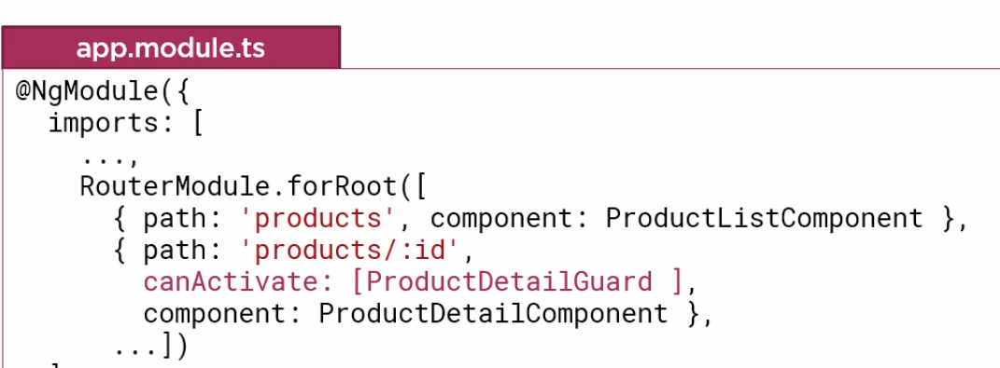 app.module.ts
@NgModule({
  imports: [
    ...,
    RouterModule.forRoot([
      { path: 'products', component: ProductListComponent },
      { path: 'products/:id',
        canActivate: [ProductDetailGuard ],
        component: ProductDetailComponent },
      ...])
  ]